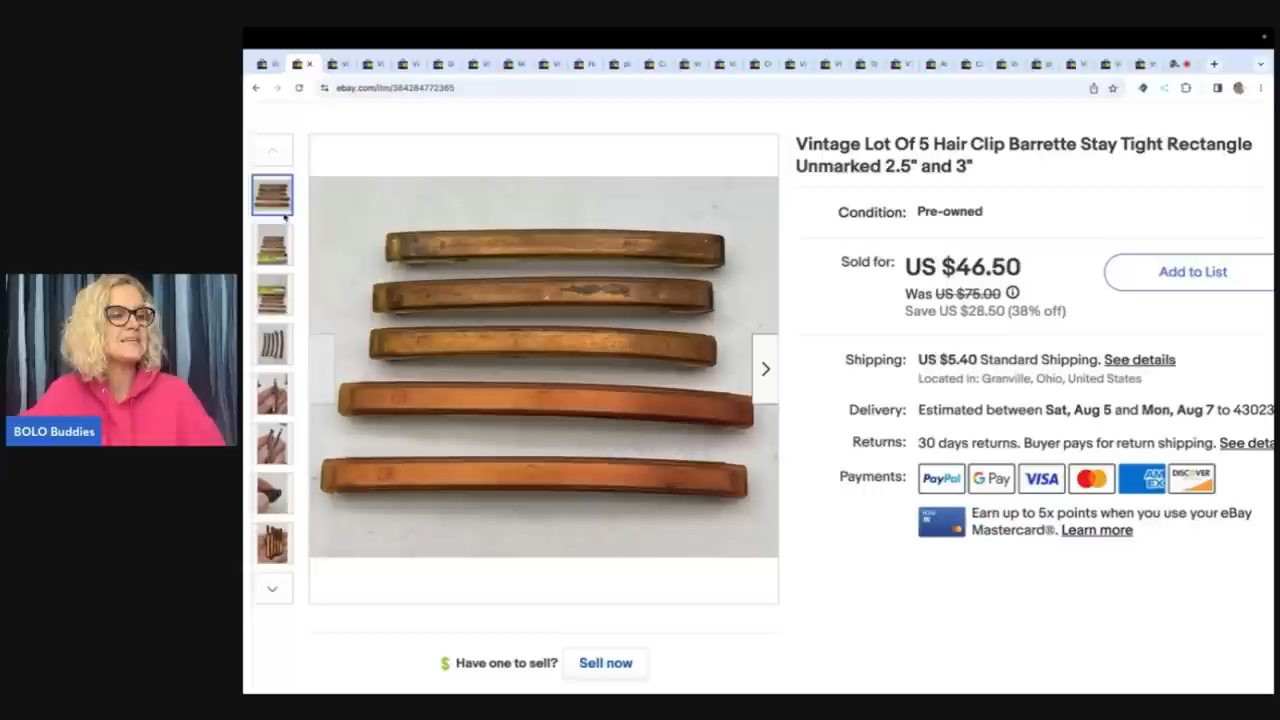 ebay.com/itm/384284772365
Vintage Lot Of 5 Hair Clip Barrette Stay Tight Rectangle
Unmarked 2.5" and 3"
Condition: Pre-owned
Sold for: US $46.50
Add to List
Was US $75.00
Save US $28.50 (38% off)
Shipping: US $5.40 Standard Shipping. See details
Located in: Granville, Ohio, United States
Delivery: Estimated between Sat, Aug 5 and Mon, Aug 7 to 43023
Returns: 30 days returns. Buyer pays for return shipping. See deta
Payments: PayPal G Pay VISA MasterCard AM EX DISCOVER
Earn up to 5x points when you use your eBay
Mastercard®. Learn more
BOLO Buddies
$ Have one to sell? Sell now